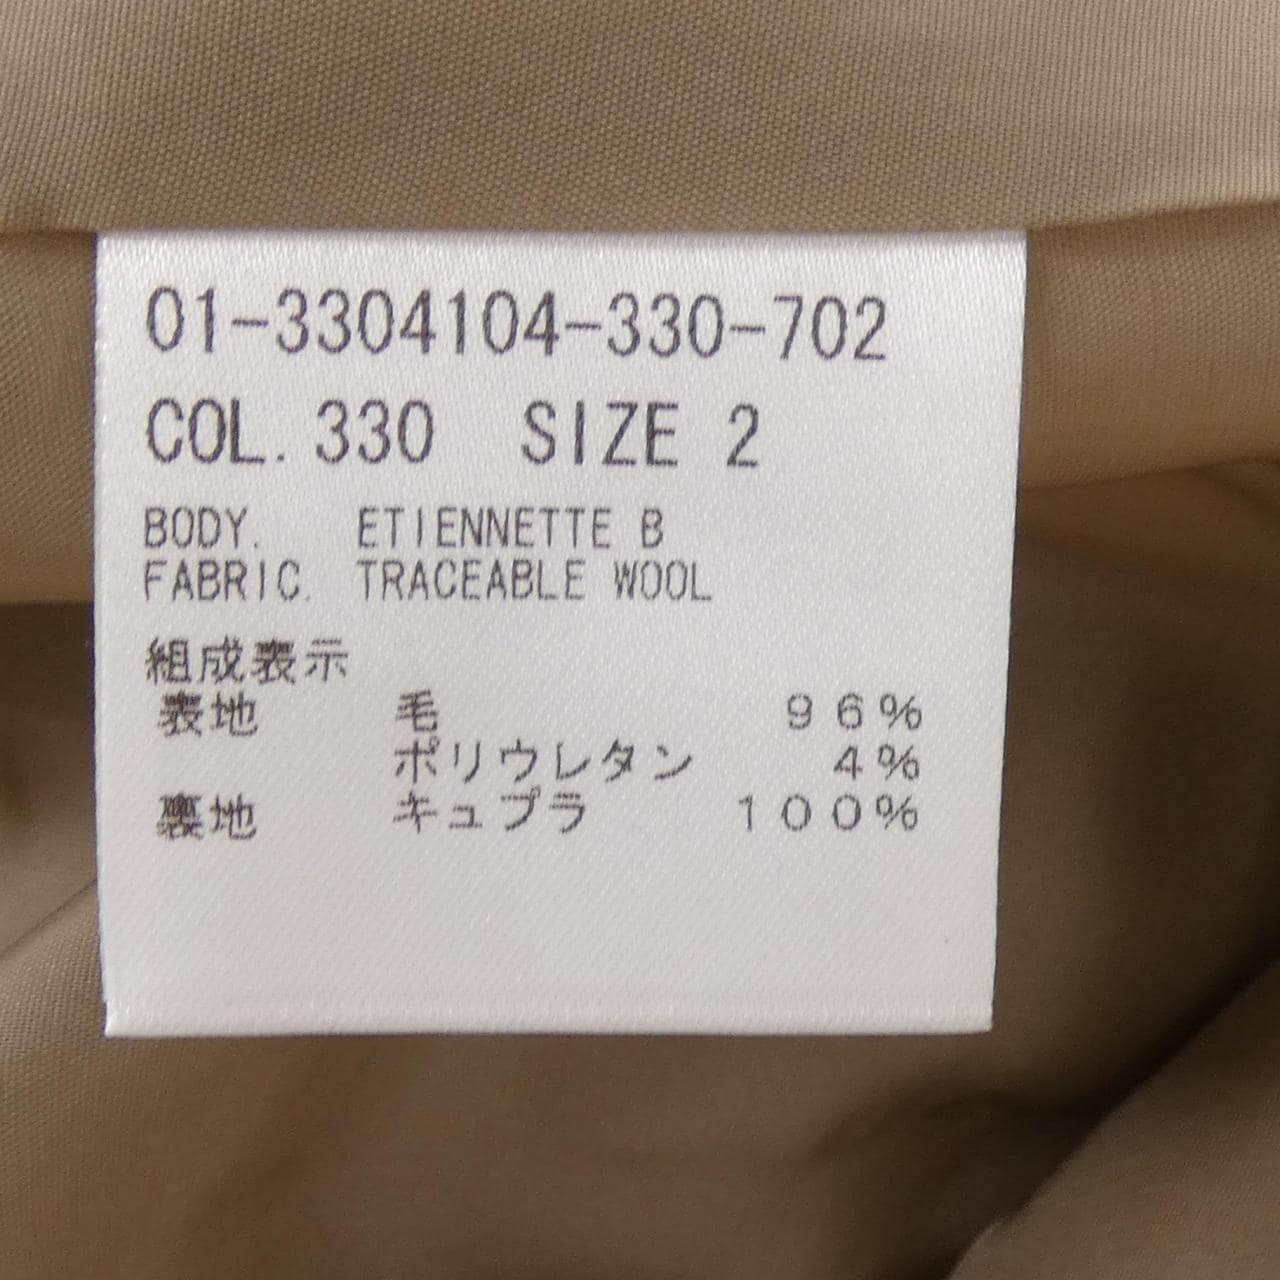 01-3304104-330-702
COL. 330 SIZE 2
BODY. ETIENNETTE B
FABRIC. TRACEABLE WOOL
組成表示
表地 毛 96%
ポリウレタン 4%
裏地 キュプラ 100%